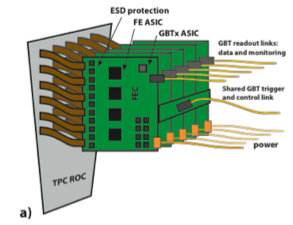 ESD protection
FE ASIC
GBTx ASIC
GBT readout links:
data and monitoring
FEC
Shared GBT trigger
and control link
power
TPC ROC
a)